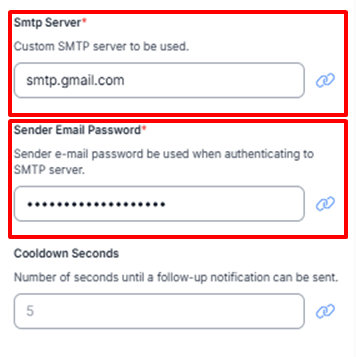 Smtp Server*
Custom SMTP server to be used.
smtp.gmail.com
Sender Email Password*
Sender e-mail password be used when authenticating to
SMTP server.
•••••••••••••••••••
Cooldown Seconds
Number of seconds until a follow-up notification can be sent.
5